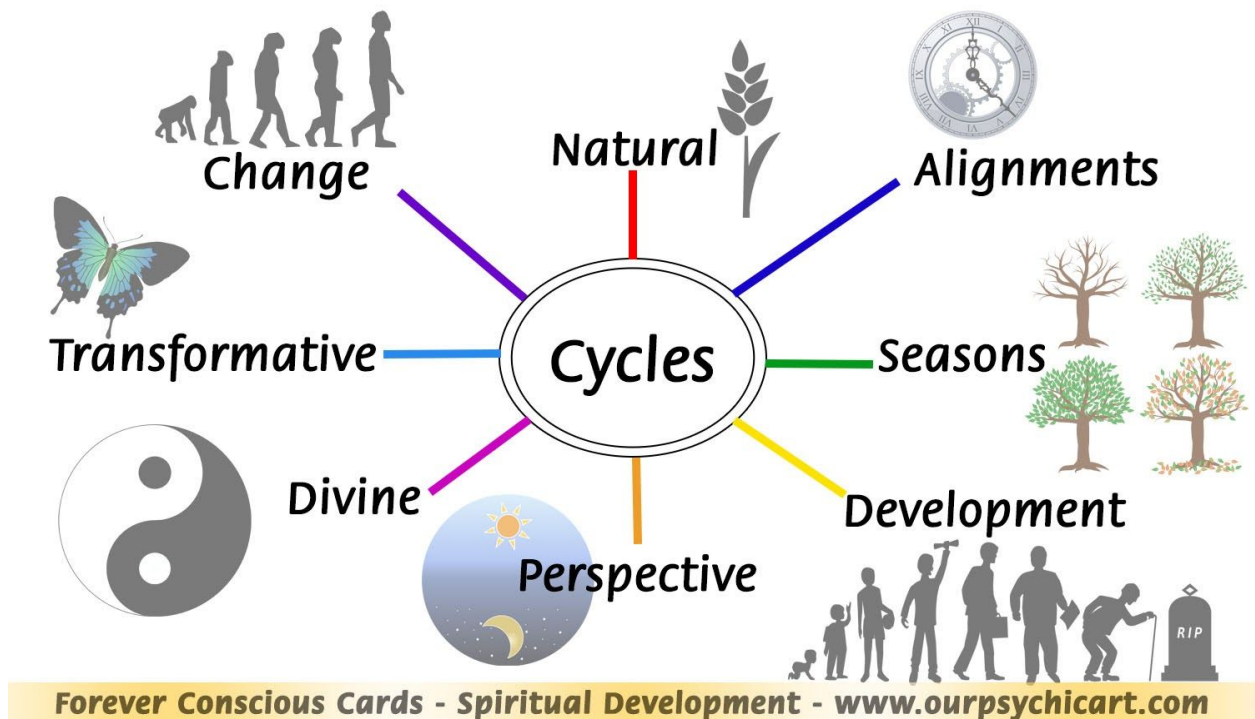 Change
Natural
Alignments
Transformative
Cycles
Seasons
Divine
Perspective
Development
RIP
Forever Conscious Cards - Spiritual Development - www.ourpsychicart.com